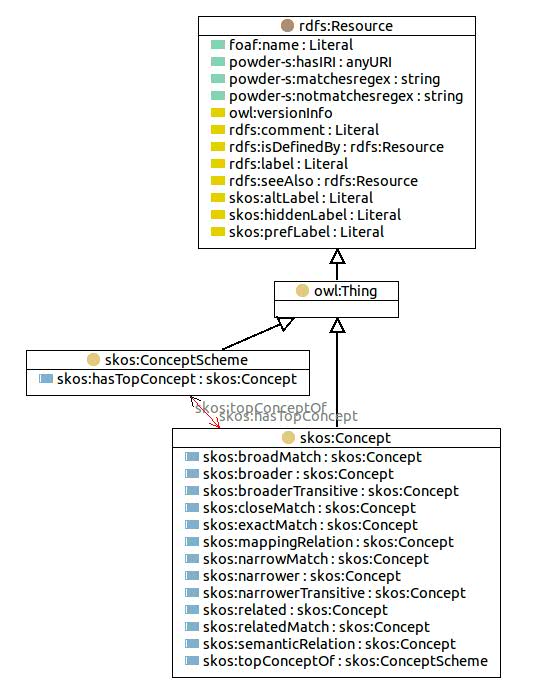 rdfs:Resource
foaf:name : Literal
powder-s:hasIRI : anyURI
powder-s:matchesregex : string
powder-s:notmatchesregex : string
owl:versionInfo
rdfs:comment : Literal
rdfs:isDefinedBy : rdfs:Resource
rdfs:label : Literal
rdfs:seeAlso : rdfs:Resource
skos:altLabel : Literal
skos:hiddenLabel : Literal
skos:prefLabel : Literal
owl:Thing
skos:ConceptScheme
skos:hasTopConcept : skos:Concept
skos:topConceptOf
skos:hasTopConcept
skos:Concept
skos:broadMatch : skos:Concept
skos:broader : skos:Concept
skos:broaderTransitive : skos:Concept
skos:closeMatch : skos:Concept
skos:exactMatch : skos:Concept
skos:mappingRelation : skos:Concept
skos:narrowMatch : skos:Concept
skos:narrower : skos:Concept
skos:narrowerTransitive : skos:Concept
skos:related : skos:Concept
skos:relatedMatch : skos:Concept
skos:semanticRelation : skos:Concept
skos:topConceptOf : skos:ConceptScheme